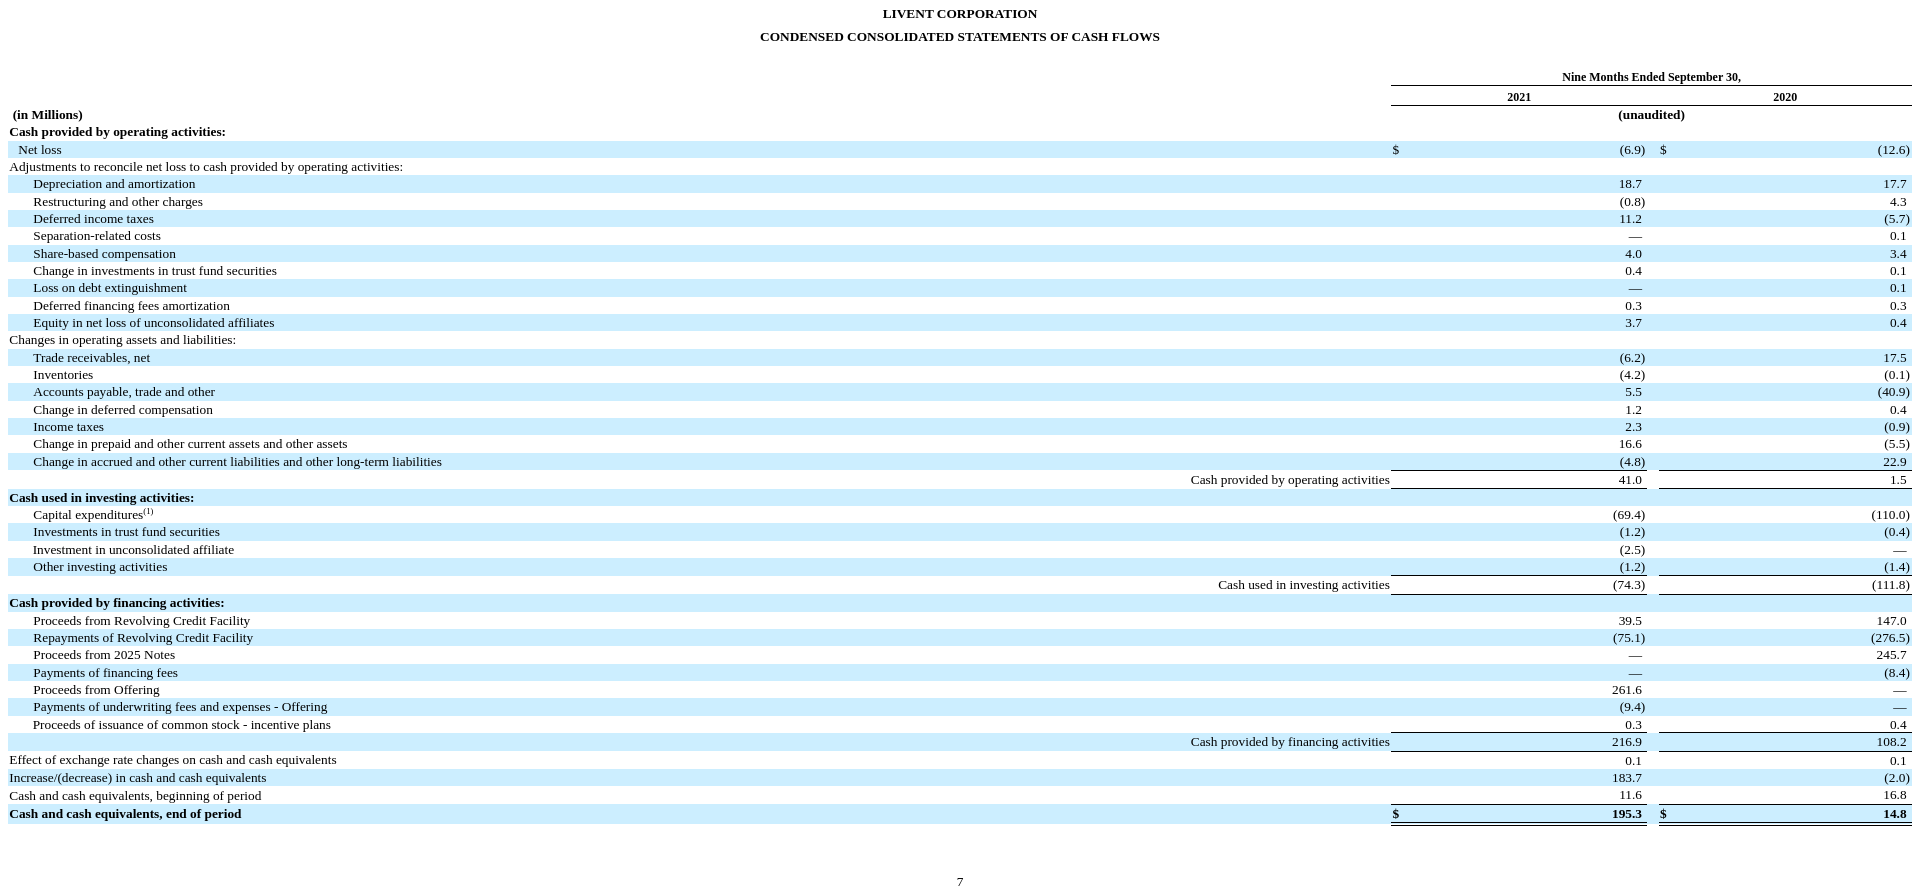 LIVENT CORPORATION
CONDENSED CONSOLIDATED STATEMENTS OF CASH FLOWS
Nine Months Ended September 30,
2021 2020
(in Millions) (unaudited)
Cash provided by operating activities:
Net loss $ (6.9) $ (12.6)
Adjustments to reconcile net loss to cash provided by operating activities:
Depreciation and amortization 18.7 17.7
Restructuring and other charges (0.8) 4.3
Deferred income taxes 11.2 (5.7)
Separation-related costs — 0.1
Share-based compensation 4.0 3.4
Change in investments in trust fund securities 0.4 0.1
Loss on debt extinguishment — 0.1
Deferred financing fees amortization 0.3 0.3
Equity in net loss of unconsolidated affiliates 3.7 0.4
Changes in operating assets and liabilities:
Trade receivables, net (6.2) 17.5
Inventories (4.2) (0.1)
Accounts payable, trade and other 5.5 (40.9)
Change in deferred compensation 1.2 0.4
Income taxes 2.3 (0.9)
Change in prepaid and other current assets and other assets 16.6 (5.5)
Change in accrued and other current liabilities and other long-term liabilities (4.8) 22.9
Cash provided by operating activities 41.0 1.5
Cash used in investing activities:
Capital expenditures(1) (69.4) (110.0)
Investments in trust fund securities (1.2) (0.4)
Investment in unconsolidated affiliate (2.5) —
Other investing activities (1.2) (1.4)
Cash used in investing activities (74.3) (111.8)
Cash provided by financing activities:
Proceeds from Revolving Credit Facility 39.5 147.0
Repayments of Revolving Credit Facility (75.1) (276.5)
Proceeds from 2025 Notes — 245.7
Payments of financing fees — (8.4)
Proceeds from Offering 261.6 —
Payments of underwriting fees and expenses - Offering (9.4) —
Proceeds of issuance of common stock - incentive plans 0.3 0.4
Cash provided by financing activities 216.9 108.2
Effect of exchange rate changes on cash and cash equivalents 0.1 0.1
Increase/(decrease) in cash and cash equivalents 183.7 (2.0)
Cash and cash equivalents, beginning of period 11.6 16.8
Cash and cash equivalents, end of period $ 195.3 $ 14.8
7